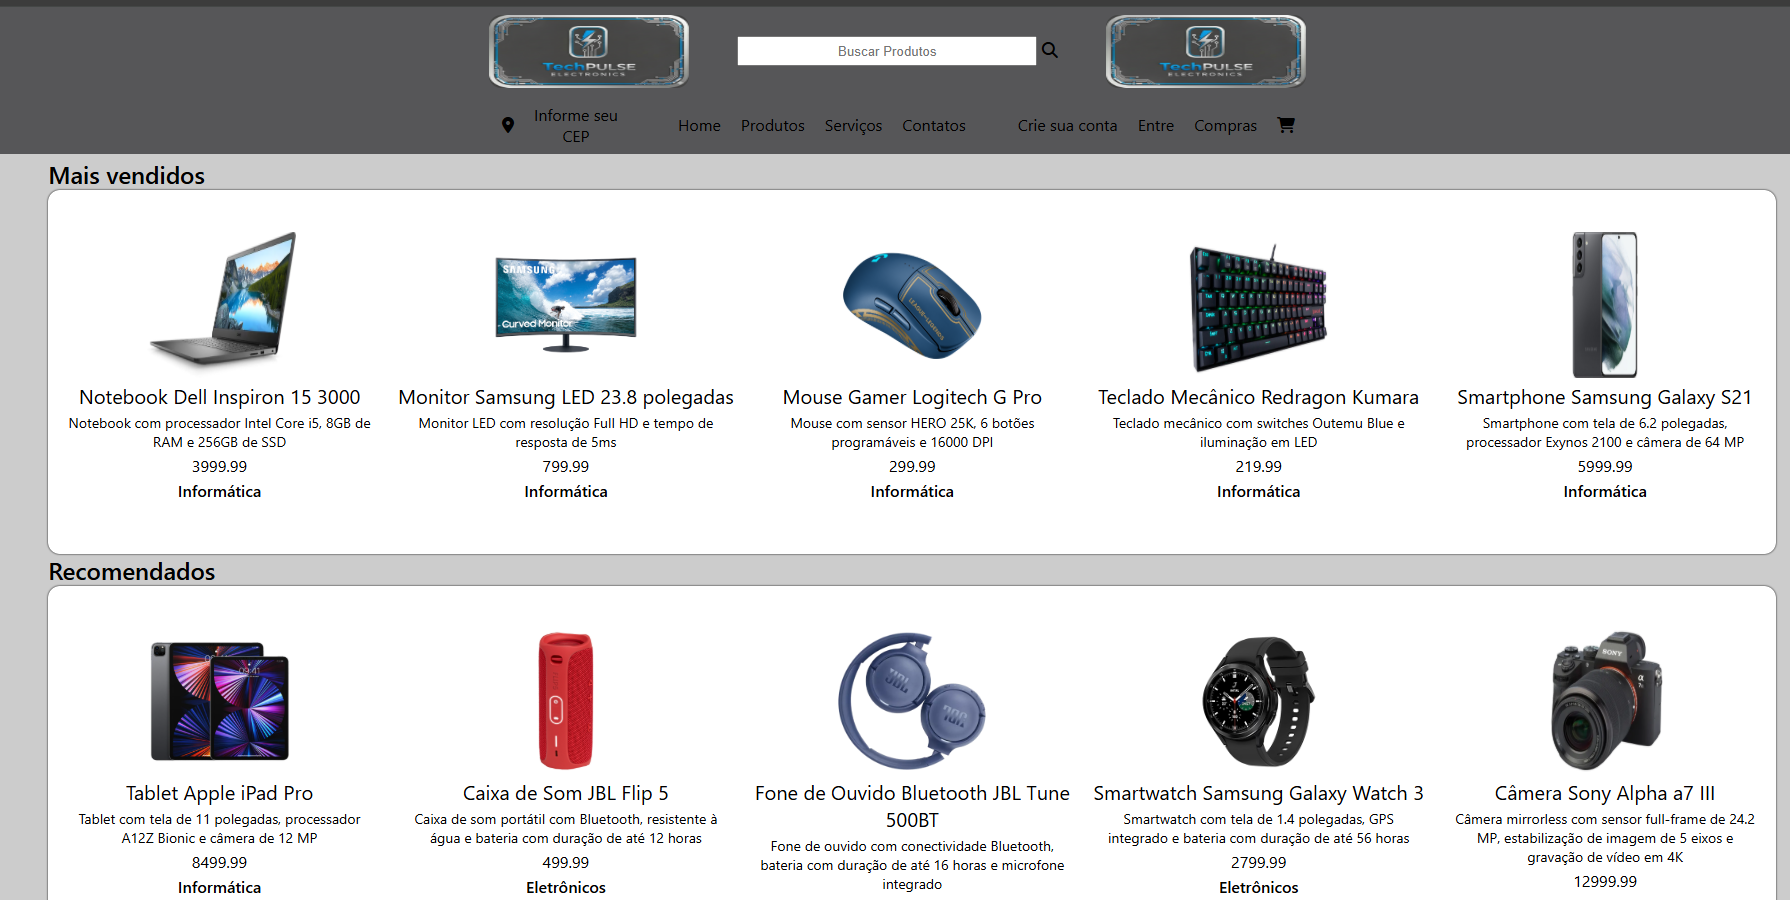 TechPULSE
ELECTRONICS
Buscar Produtos
TechPULSE
ELECTRONICS
Informe seu
CEP
Home
Produtos
Serviços
Contatos
Crie sua conta
Entre
Compras
Mais vendidos
SAMSUNG
Curved Monitor
LEAGUE OF LEGENDS
Notebook Dell Inspiron 15 3000
Notebook com processador Intel Core i5, 8GB de
RAM e 256GB de SSD
3999.99
Informática
Monitor Samsung LED 23.8 polegadas
Monitor LED com resolução Full HD e tempo de
resposta de 5ms
799.99
Informática
Mouse Gamer Logitech G Pro
Mouse com sensor HERO 25K, 6 botões
programáveis e 16000 DPI
299.99
Informática
Teclado Mecânico Redragon Kumara
Teclado mecânico com switches Outemu Blue e
iluminação em LED
219.99
Informática
Smartphone Samsung Galaxy S21
Smartphone com tela de 6.2 polegadas,
processador Exynos 2100 e câmera de 64 MP
5999.99
Informática
Recomendados
09:41
JBL
JBL
SONY
Tablet Apple iPad Pro
Tablet com tela de 11 polegadas, processador
A12Z Bionic e câmera de 12 MP
8499.99
Informática
Caixa de Som JBL Flip 5
Caixa de som portátil com Bluetooth, resistente à
água e bateria com duração de até 12 horas
499.99
Eletrônicos
Fone de Ouvido Bluetooth JBL Tune
500BT
Fone de ouvido com conectividade Bluetooth,
bateria com duração de até 16 horas e microfone
integrado
Smartwatch Samsung Galaxy Watch 3
Smartwatch com tela de 1.4 polegadas, GPS
integrado e bateria com duração de até 56 horas
2799.99
Eletrônicos
Câmera Sony Alpha a7 III
Câmera mirrorless com sensor full-frame de 24.2
MP, estabilização de imagem de 5 eixos e
gravação de vídeo em 4K
12999.99